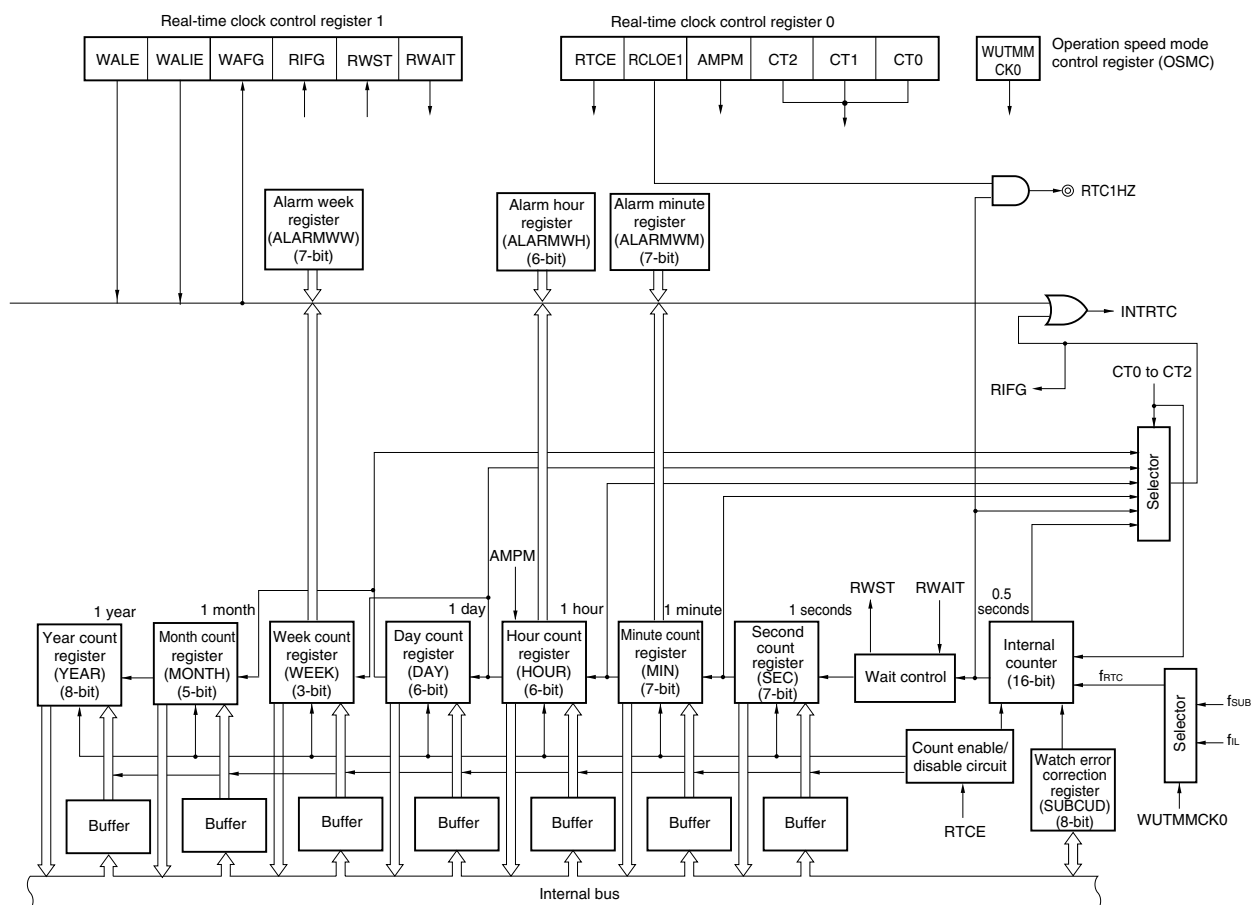 Real-time clock control register 1
Real-time clock control register 0
WALE WALIE WAFG RIFG RWST RWAIT
RTCE RCLOE1 AMPM CT2 CT1 CT0
WUTMM
CK0
Operation speed mode
control register (OSMC)
RTC1HZ
Alarm week
register
(ALARMWW)
(7-bit)
Alarm hour
register
(ALARMWH)
(6-bit)
Alarm minute
register
(ALARMWM)
(7-bit)
INTRTC
RIFG
CT0 to CT2
Selector
AMPM
RWST
RWAIT
1 year
1 month
1 day
1 hour
1 minute
1 seconds
0.5
seconds
Year count
register
(YEAR)
(8-bit)
Month count
register
(MONTH)
(5-bit)
Week count
register
(WEEK)
(3-bit)
Day count
register
(DAY)
(6-bit)
Hour count
register
(HOUR)
(6-bit)
Minute count
register
(MIN)
(7-bit)
Second
count
register
(SEC)
(7-bit)
Wait control
Internal
counter
(16-bit)
fRTC
Selector
fSUB
fIL
WUTMMCK0
Count enable/
disable circuit
RTCE
Watch error
correction
register
(SUBCUD)
(8-bit)
Buffer
Buffer
Buffer
Buffer
Buffer
Buffer
Buffer
Internal bus